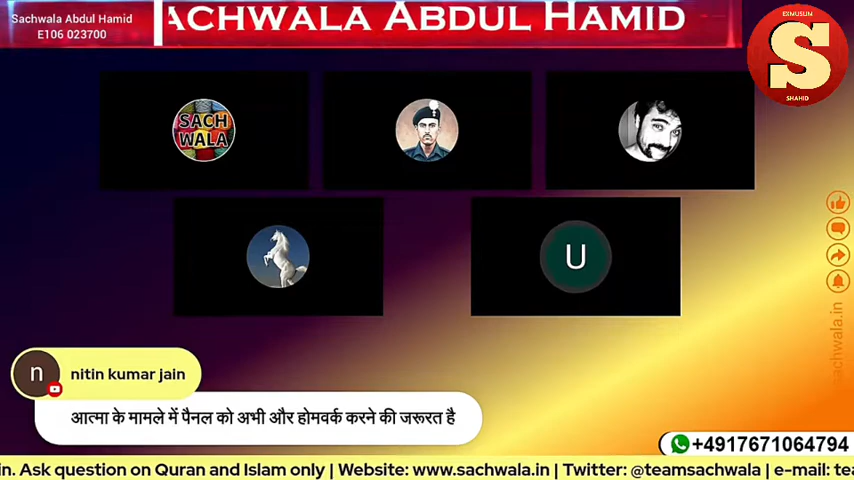 Sachwala Abdul Hamid
E106 023700
ACHWALA ABDUL HAMID
EXMUSLIM
S
SHAHID
SACH
WALA
U
sachwala.in
n
nitin kumar jain
आत्मा के मामले में पैनल को अभी और होमवर्क करने की जरूरत है
+4917671064794
in. Ask question on Quran and Islam only | Website: www.sachwala.in | Twitter: @teamsachwala | e-mail: tea